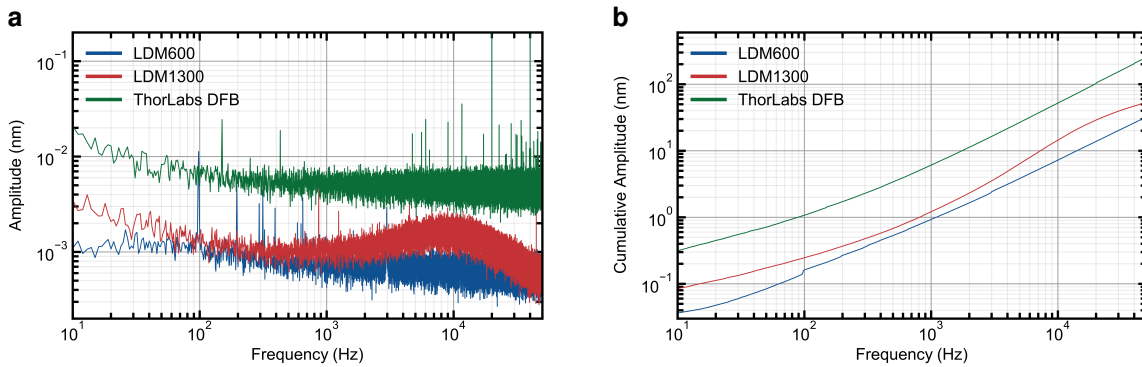 a
LDM600
LDM1300
ThorLabs DFB
Amplitude (nm)
10⁻¹
10⁻²
10⁻³
10¹ 10² 10³ 10⁴
Frequency (Hz)
b
LDM600
LDM1300
ThorLabs DFB
Cumulative Amplitude (nm)
10²
10¹
10⁰
10⁻¹
10¹ 10² 10³ 10⁴
Frequency (Hz)